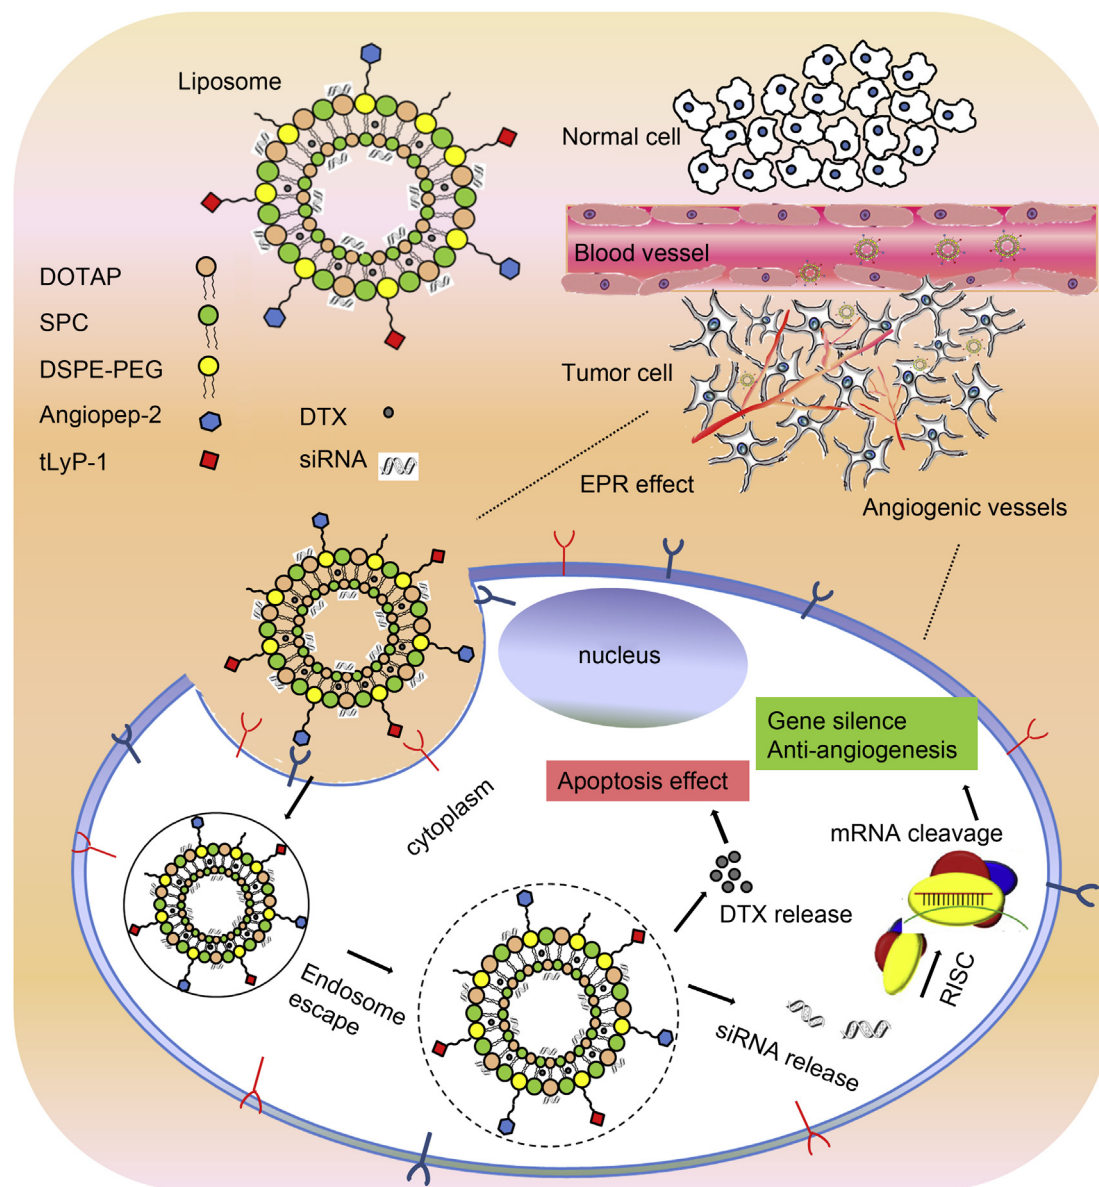 Liposome
Normal cell
Blood vessel
DOTAP
SPC
DSPE-PEG
Angiopep-2
tLyP-1
DTX
siRNA
Tumor cell
EPR effect
Angiogenic vessels
nucleus
Gene silence
Anti-angiogenesis
Apoptosis effect
cytoplasm
mRNA cleavage
DTX release
RISC
Endosome
escape
siRNA release